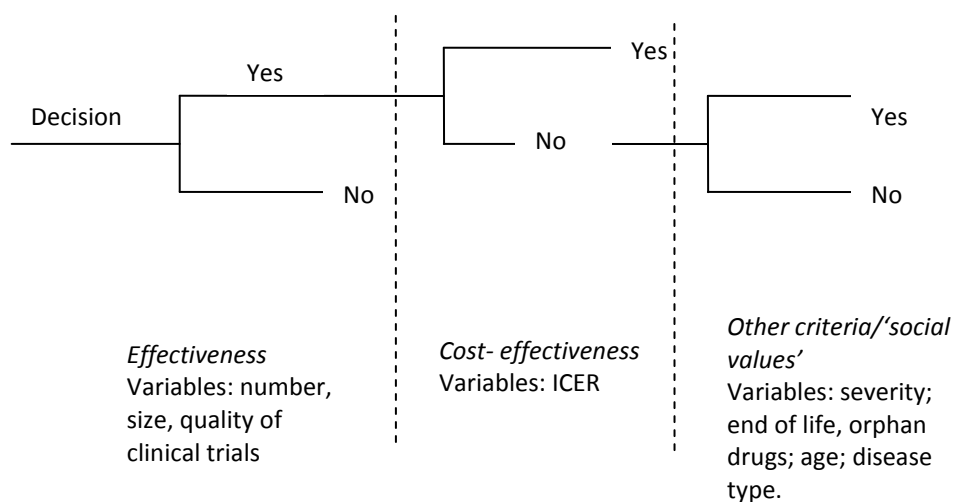 Yes
Yes
Decision
Yes
No
No
No
Effectiveness
Variables: number,
size, quality of
clinical trials
Cost- effectiveness
Variables: ICER
Other criteria/‘social
values’
Variables: severity;
end of life, orphan
drugs; age; disease
type.